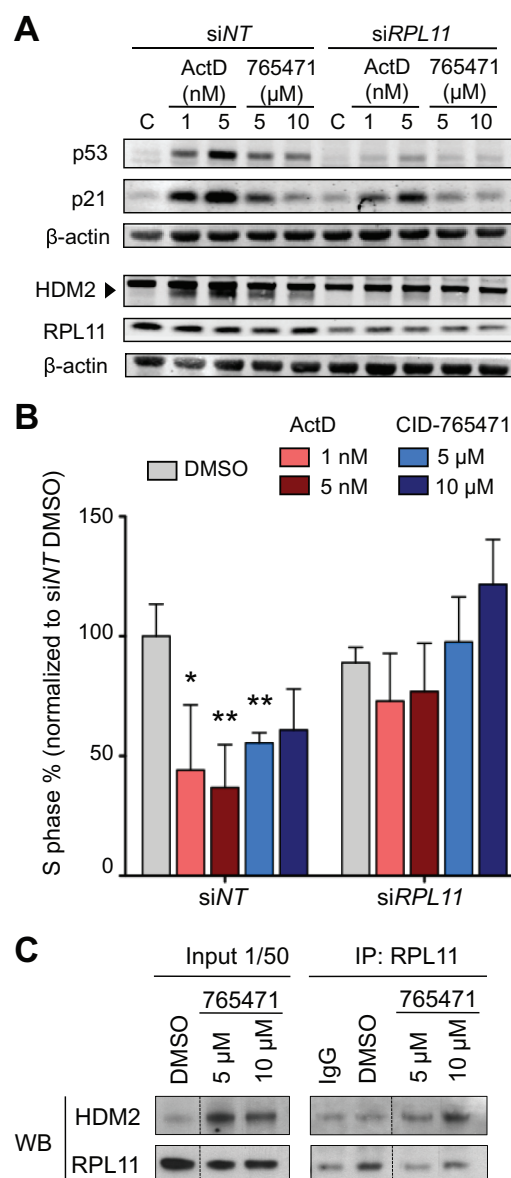 A
siNT siRPL11
ActD 765471 ActD 765471
(nM) (µM) (nM) (µM)
C 1 5 5 10 C 1 5 5 10
p53
p21
β-actin
HDM2
RPL11
β-actin
B
ActD CID-765471
DMSO 1 nM 5 µM
5 nM 10 µM
S phase % (normalized to siNT DMSO)
150
100
50
0
* ** **
siNT siRPL11
C
Input 1/50 IP: RPL11
765471 765471
DMSO 5 µM 10 µM IgG DMSO 5 µM 10 µM
WB
HDM2
RPL11